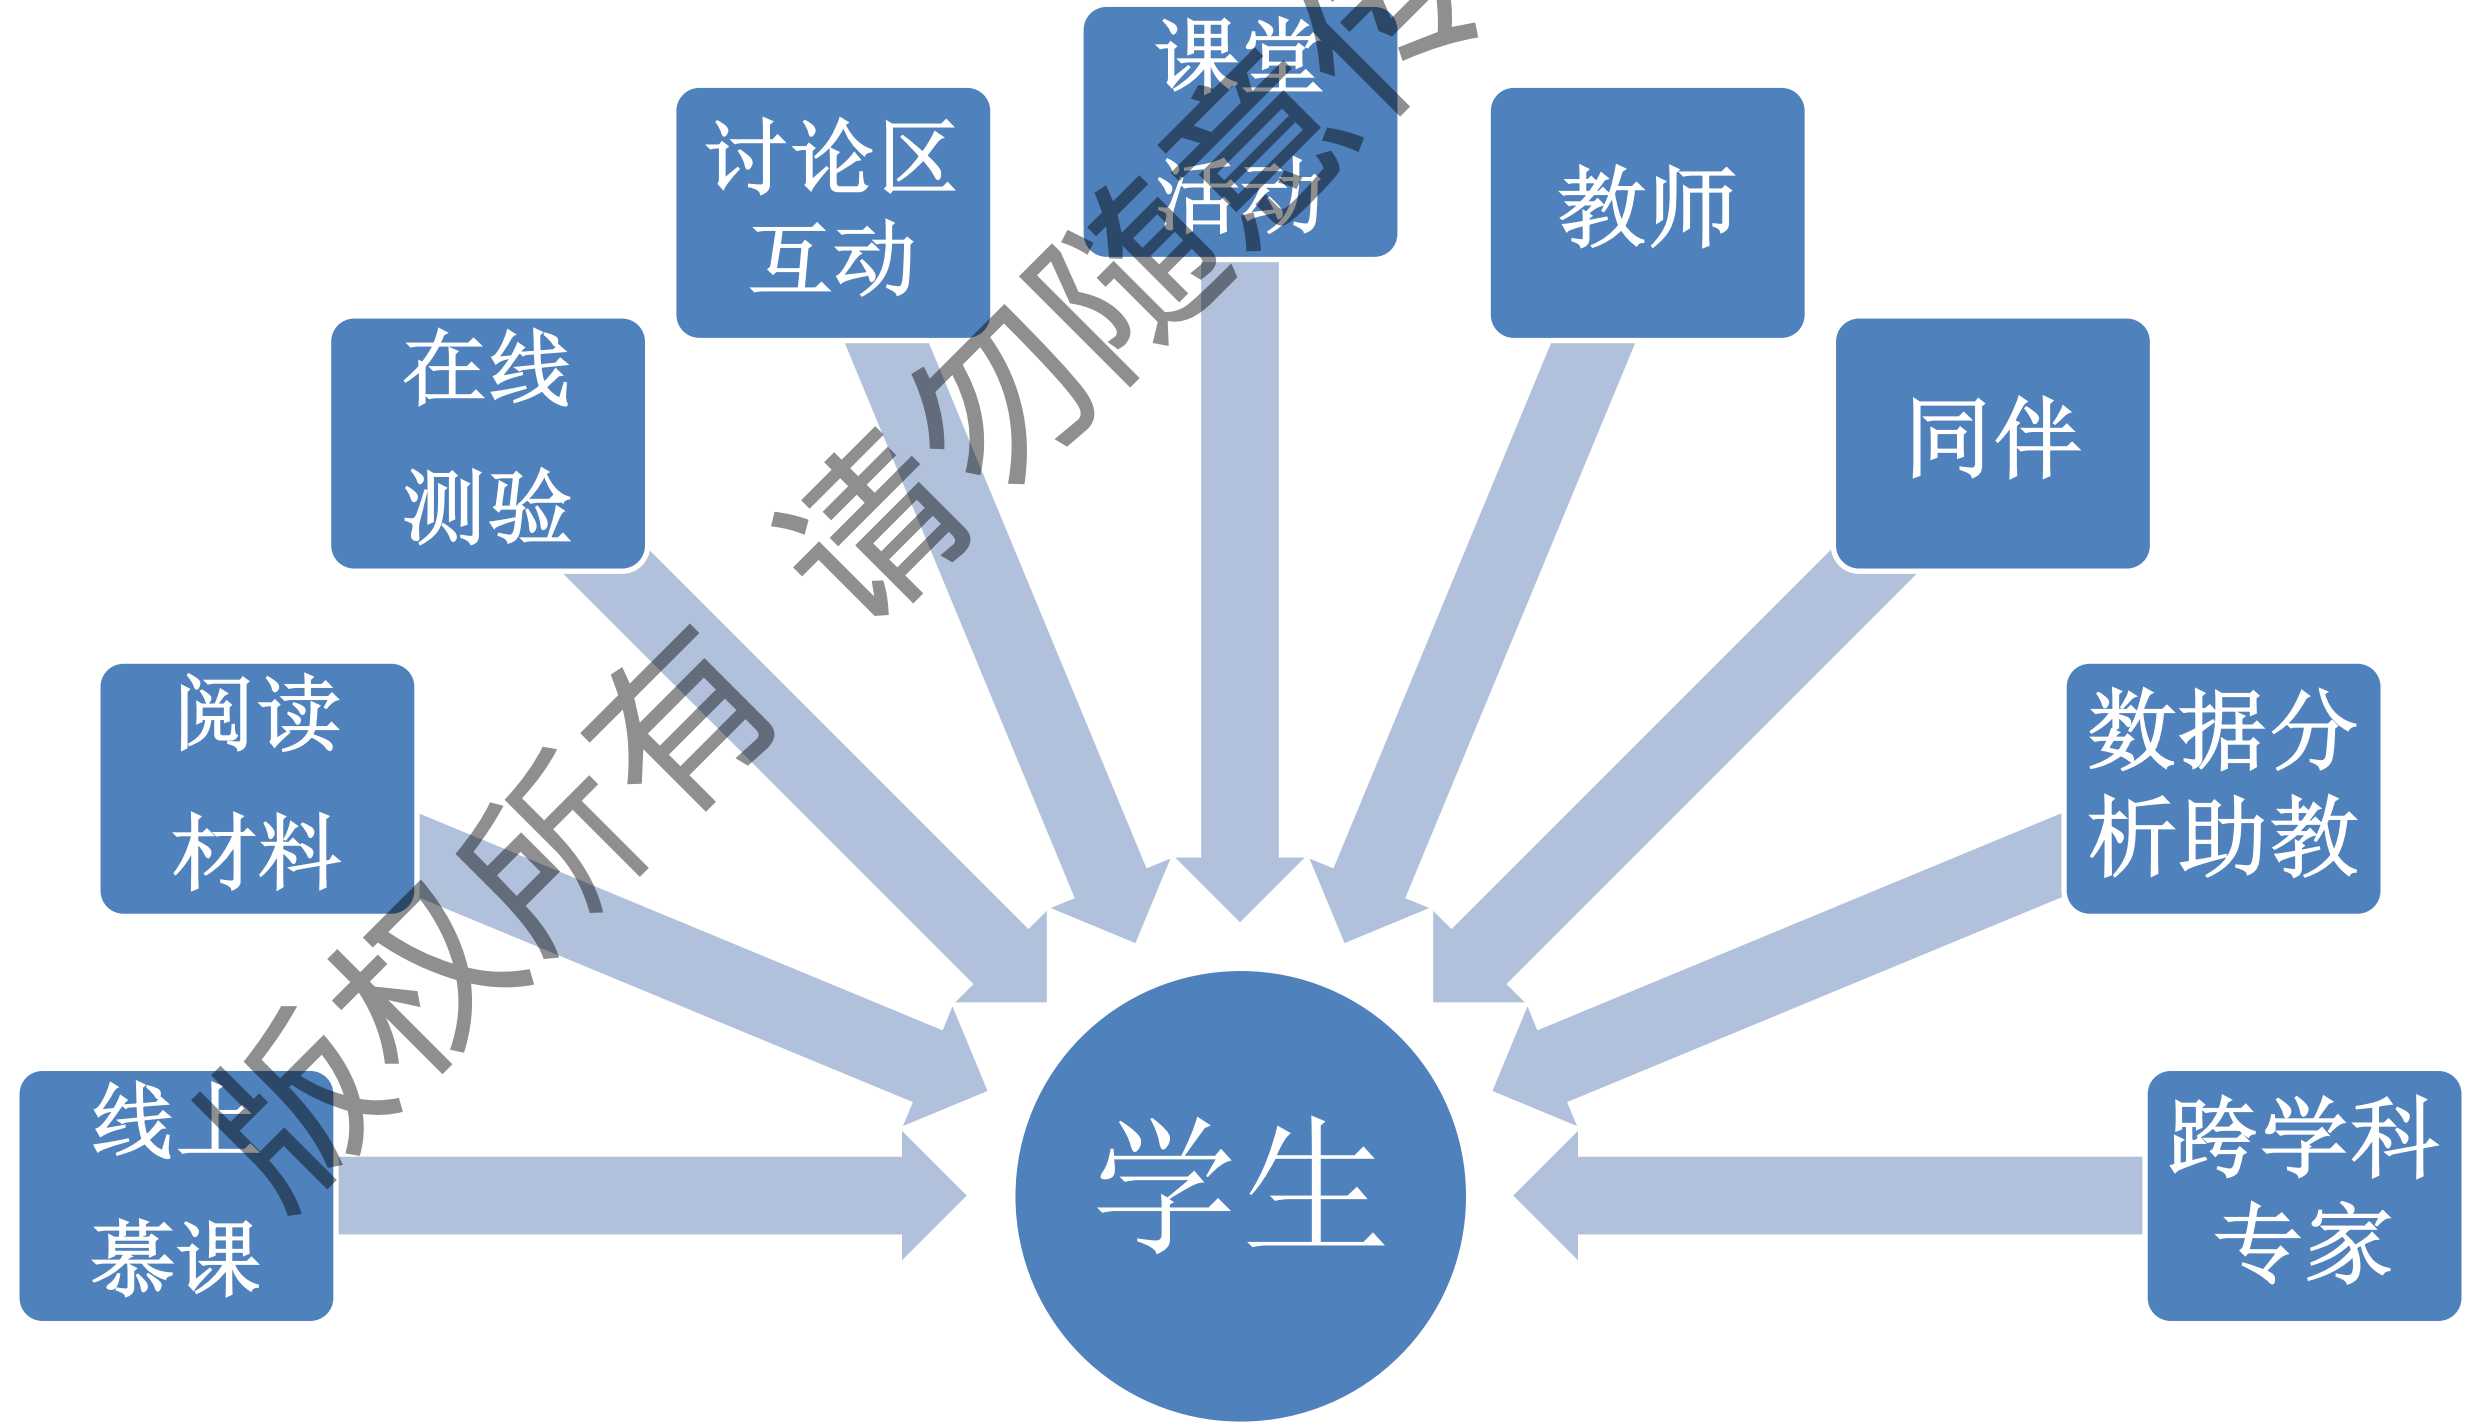 课堂
活动
讨论区
互动
教师
在线
测验
同伴
阅读
材料
数据分
析助教
线上
慕课
跨学科
专家
学生
版权所有 请勿随意